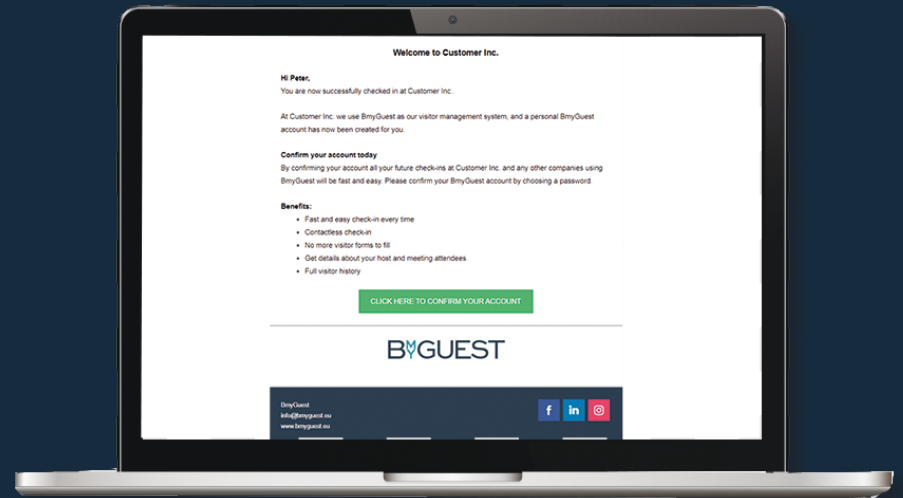 Welcome to Customer Inc.
Hi Peter,
You are now successfully checked in at Customer Inc.
At Customer Inc. we use BmyGuest as our visitor management system, and a personal BmyGuest
account has now been created for you.
Confirm your account today
By confirming your account all your future check-ins at Customer Inc. and any other companies using
BmyGuest will be fast and easy. Please confirm your BmyGuest account by choosing a password.
Benefits:
• Fast and easy check-in every time
• Contactless check-in
• No more visitor forms to fill
• Get details about your host and meeting attendees
• Full visitor history
CLICK HERE TO CONFIRM YOUR ACCOUNT
BMYGUEST
BmyGuest
info@bmyguest.eu
www.bmyguest.eu
f in